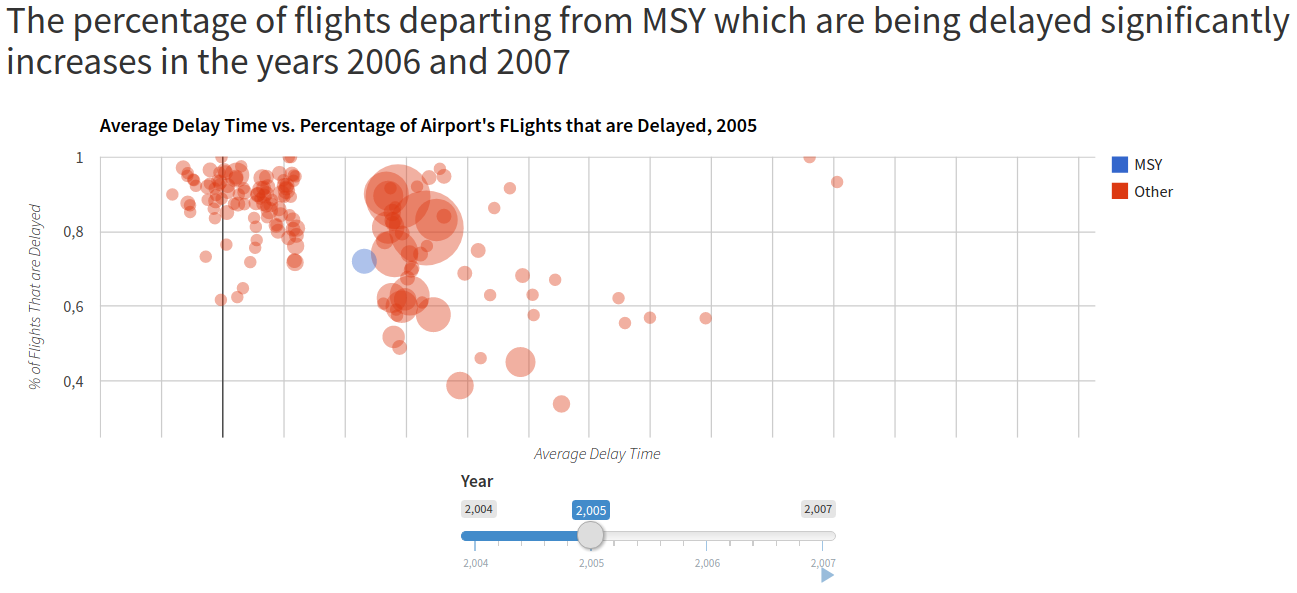 The percentage of flights departing from MSY which are being delayed significantly
increases in the years 2006 and 2007
Average Delay Time vs. Percentage of Airport's FLights that are Delayed, 2005
1
0,8
0,6
0,4
% of Flights That are Delayed
MSY
Other
Average Delay Time
Year
2,004
2,005
2,007
2,004
2,005
2,006
2,007